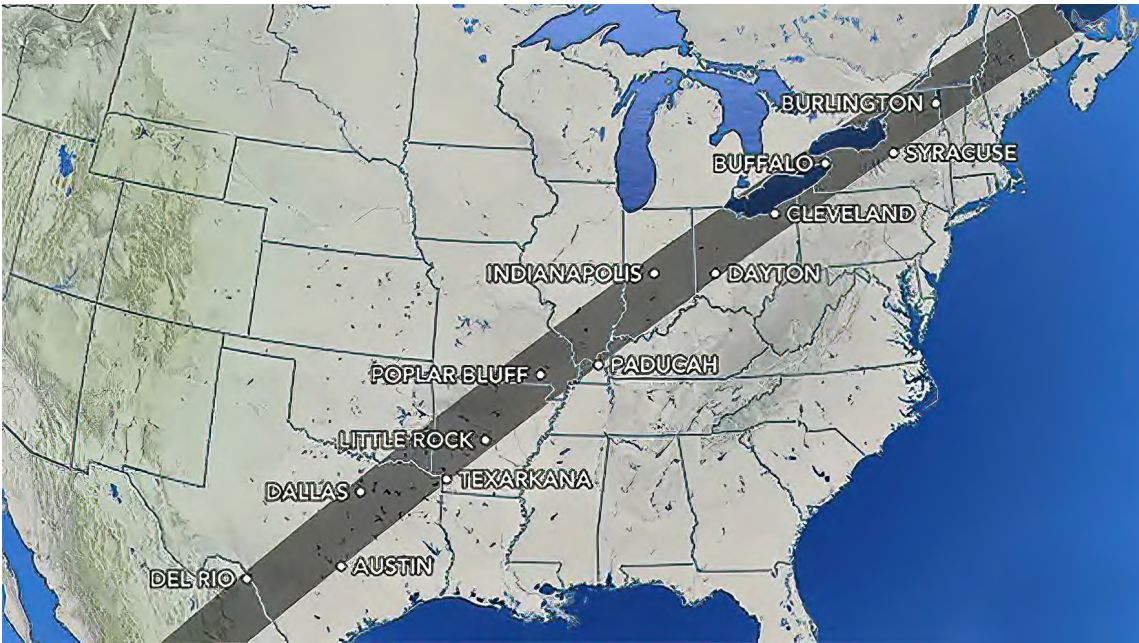 BURLINGTON
SYRACUSE
BUFFALO
CLEVELAND
INDIANAPOLIS
DAYTON
PADUCAH
POPLAR BLUFF
LITTLE ROCK
TEXARKANA
DALLAS
AUSTIN
DEL RIO